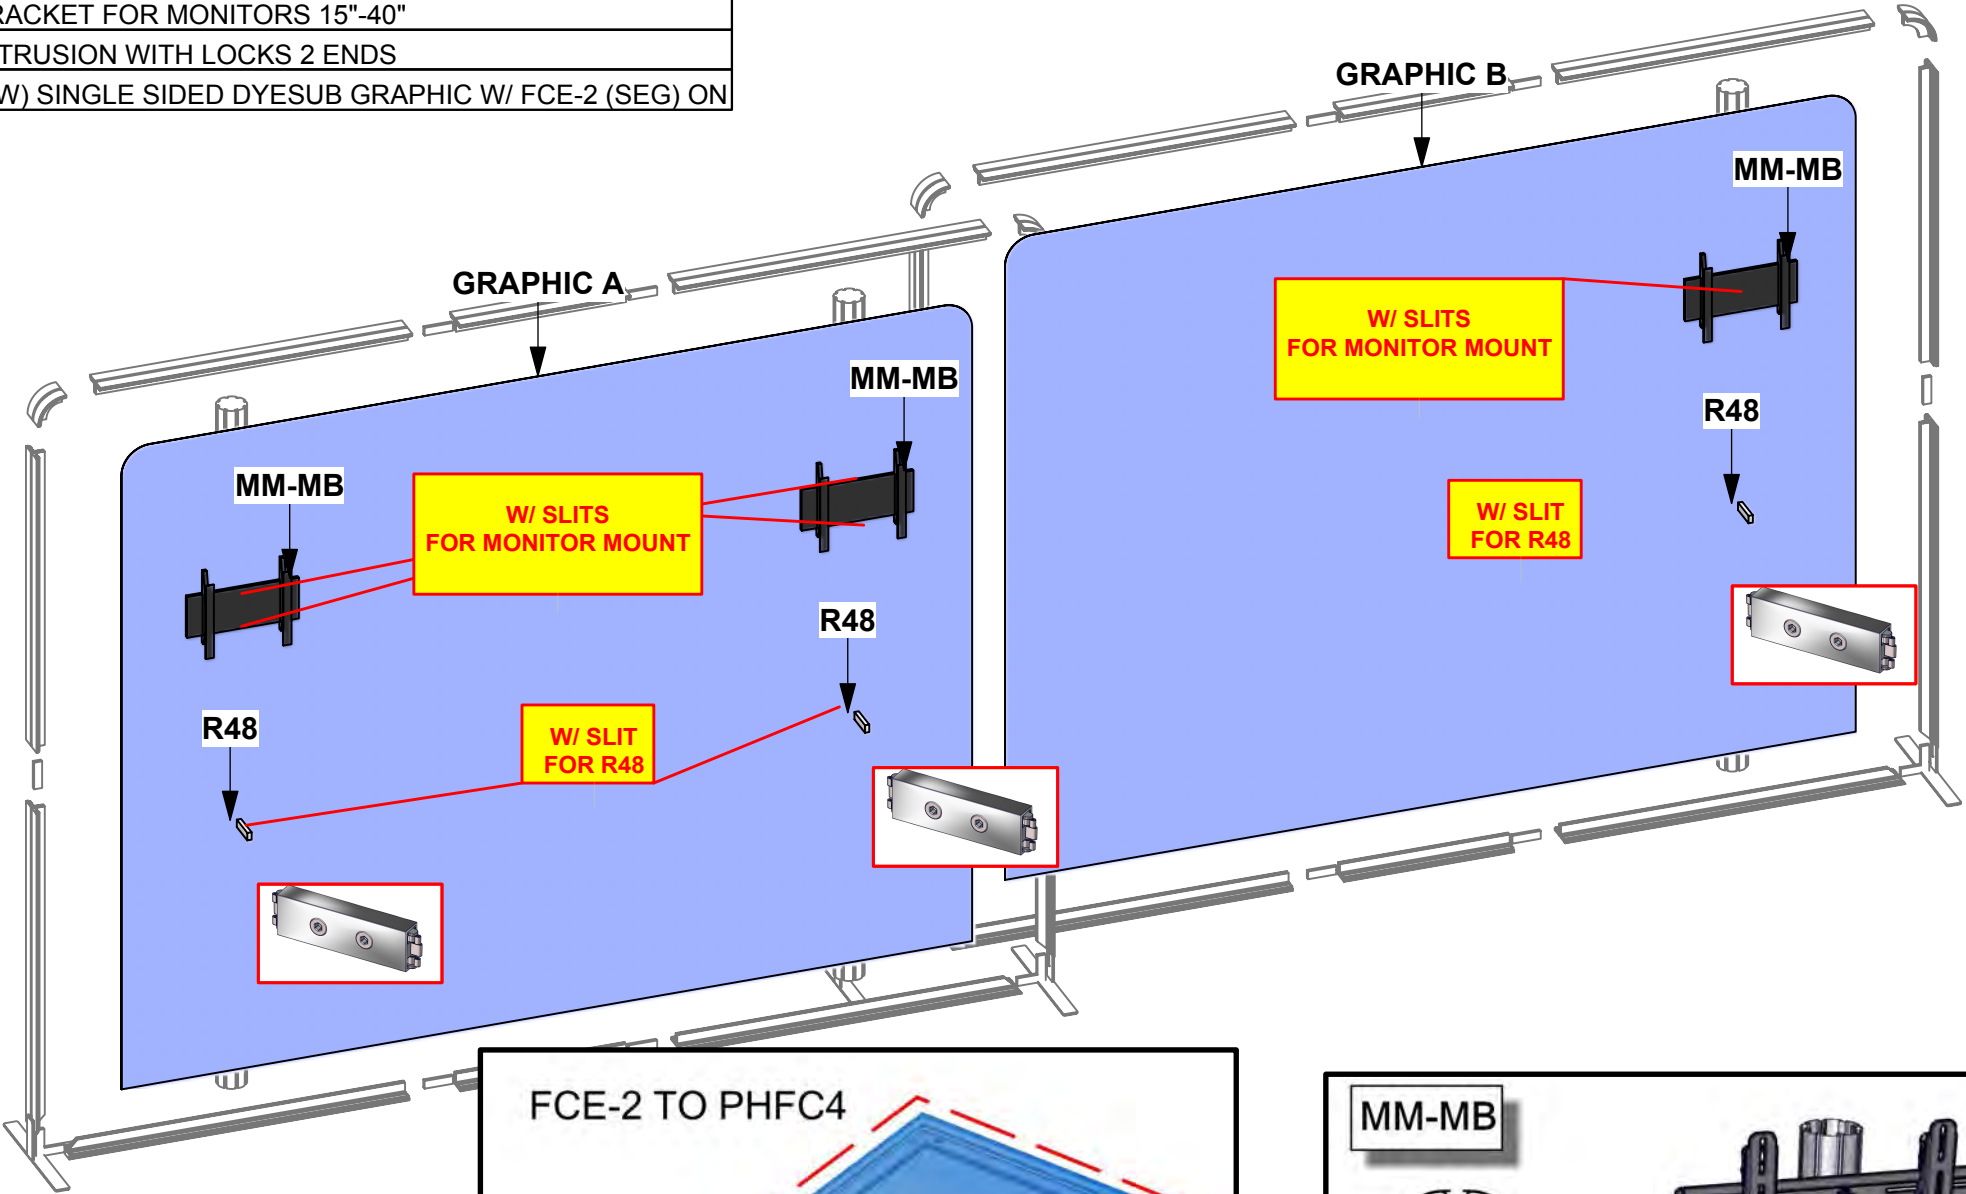 RACKET FOR MONITORS 15"-40"
TRUSION WITH LOCKS 2 ENDS
W) SINGLE SIDED DYESUB GRAPHIC W/ FCE-2 (SEG) ON
GRAPHIC B
MM-MB
GRAPHIC A
W/ SLITS
FOR MONITOR MOUNT
MM-MB
R48
MM-MB
W/ SLITS
FOR MONITOR MOUNT
W/ SLIT
FOR R48
R48
R48
W/ SLIT
FOR R48
FCE-2 TO PHFC4
MM-MB